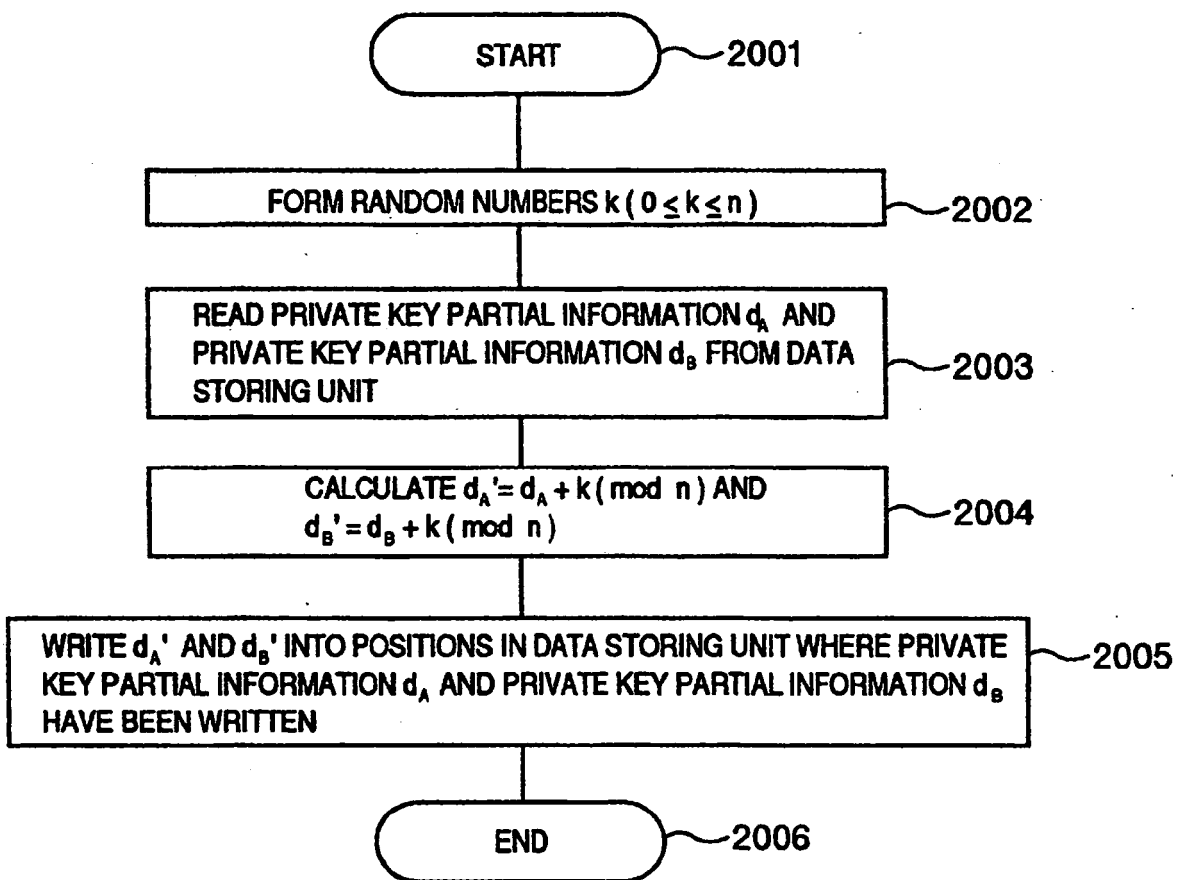 START
2001
FORM RANDOM NUMBERS k ( 0 ≤ k ≤ n )
2002
READ PRIVATE KEY PARTIAL INFORMATION d_A AND
PRIVATE KEY PARTIAL INFORMATION d_B FROM DATA
STORING UNIT
2003
CALCULATE d_A' = d_A + k ( mod n ) AND
d_B' = d_B + k ( mod n )
2004
WRITE d_A' AND d_B' INTO POSITIONS IN DATA STORING UNIT WHERE PRIVATE
KEY PARTIAL INFORMATION d_A AND PRIVATE KEY PARTIAL INFORMATION d_B
HAVE BEEN WRITTEN
2005
END
2006